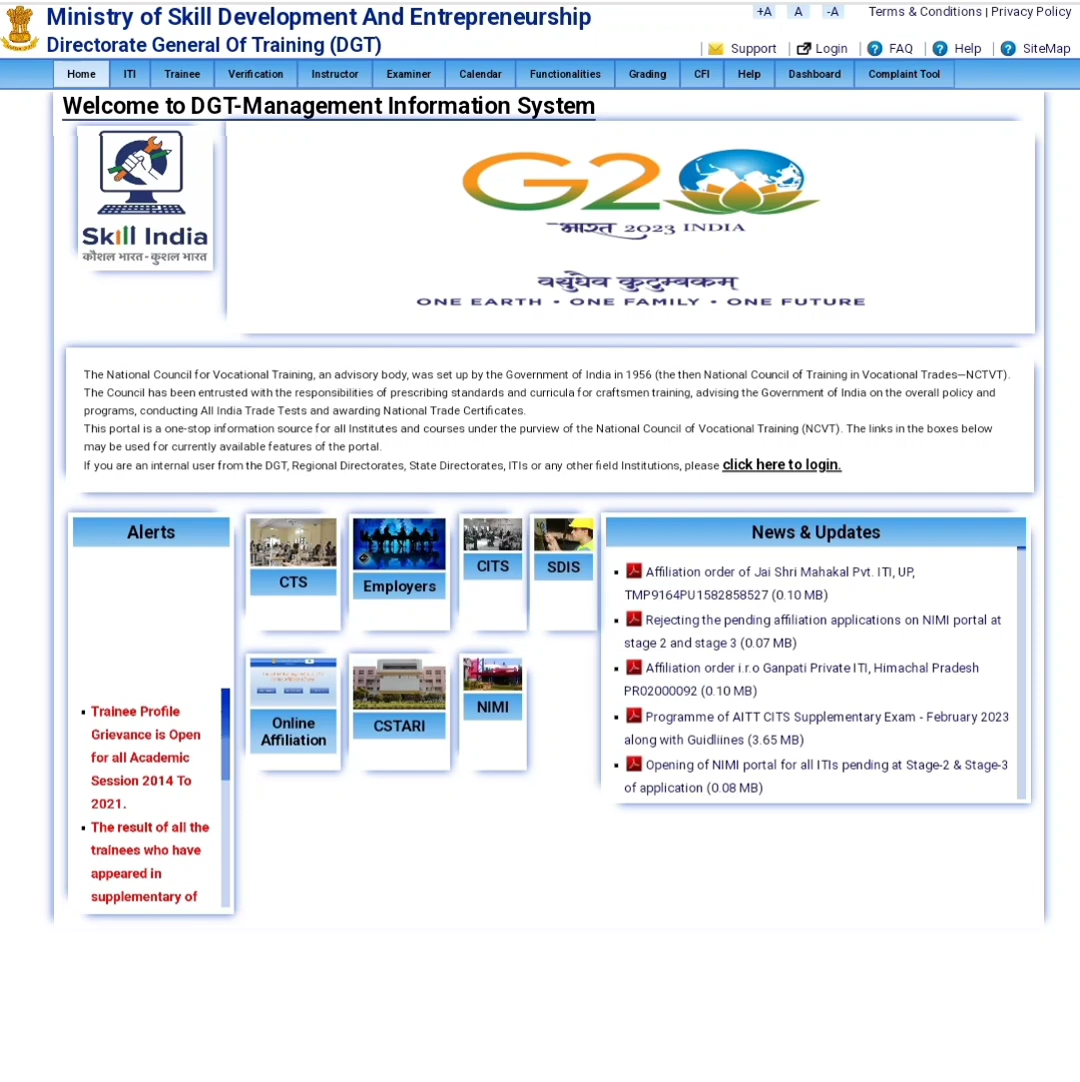 Ministry of Skill Development And Entrepreneurship
Directorate General Of Training (DGT)
+A A -A
Terms & Conditions | Privacy Policy
| Support | Login | FAQ | Help | SiteMap
Home ITI Trainee Verification Instructor Examiner Calendar Functionalities Grading CFI Help Dashboard Complaint Tool
Welcome to DGT-Management Information System
Skill India
कौशल भारत - कुशल भारत
G20
भारत 2023 INDIA
वसुधैव कुटुम्बकम्
ONE EARTH • ONE FAMILY • ONE FUTURE
The National Council for Vocational Training, an advisory body, was set up by the Government of India in 1956 (the then National Council of Training in Vocational Trades—NCTVT).
The Council has been entrusted with the responsibilities of prescribing standards and curricula for craftsmen training, advising the Government of India on the overall policy and
programs, conducting All India Trade Tests and awarding National Trade Certificates.
This portal is a one-stop information source for all Institutes and courses under the purview of the National Council of Vocational Training (NCVT). The links in the boxes below
may be used for currently available features of the portal.
If you are an internal user from the DGT, Regional Directorates, State Directorates, ITIs or any other field Institutions, please click here to login.
Alerts
Trainee Profile
Grievance is Open
for all Academic
Session 2014 To
2021.
The result of all the
trainees who have
appeared in
supplementary of
CTS
Employers
CITS
SDIS
Online
Affiliation
CSTARI
NIMI
News & Updates
Affiliation order of Jai Shri Mahakal Pvt. ITI, UP,
TMP9164PU1582858527 (0.10 MB)
Rejecting the pending affiliation applications on NIMI portal at
stage 2 and stage 3 (0.07 MB)
Affiliation order i.r.o Ganpati Private ITI, Himachal Pradesh
PR02000092 (0.10 MB)
Programme of AITT CITS Supplementary Exam - February 2023
along with Guidliines (3.65 MB)
Opening of NIMI portal for all ITIs pending at Stage-2 & Stage-3
of application (0.08 MB)